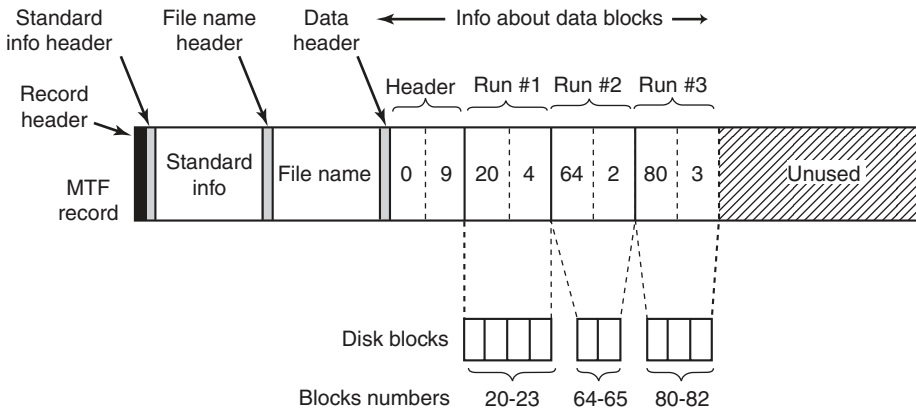 Standard
info header
File name
header
Data
header
Info about data blocks
Record
header
Header
Run #1
Run #2
Run #3
MTF
record
Standard
info
File name
0
9
20
4
64
2
80
3
Unused
Disk blocks
Blocks numbers
20-23
64-65
80-82